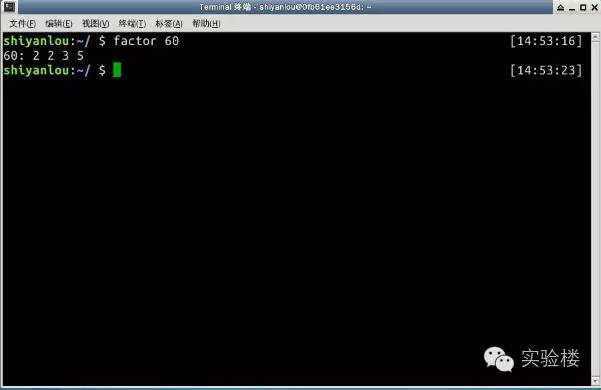 Terminal 终端 - shiyanlou@0fb61ee3156d: ~
文件(F) 编辑(E) 视图(V) 终端(T) 标签(A) 帮助(H)
shiyanlou:~/ $ factor 60 [14:53:16]
60: 2 2 3 5
shiyanlou:~/ $ [14:53:23]
实验楼